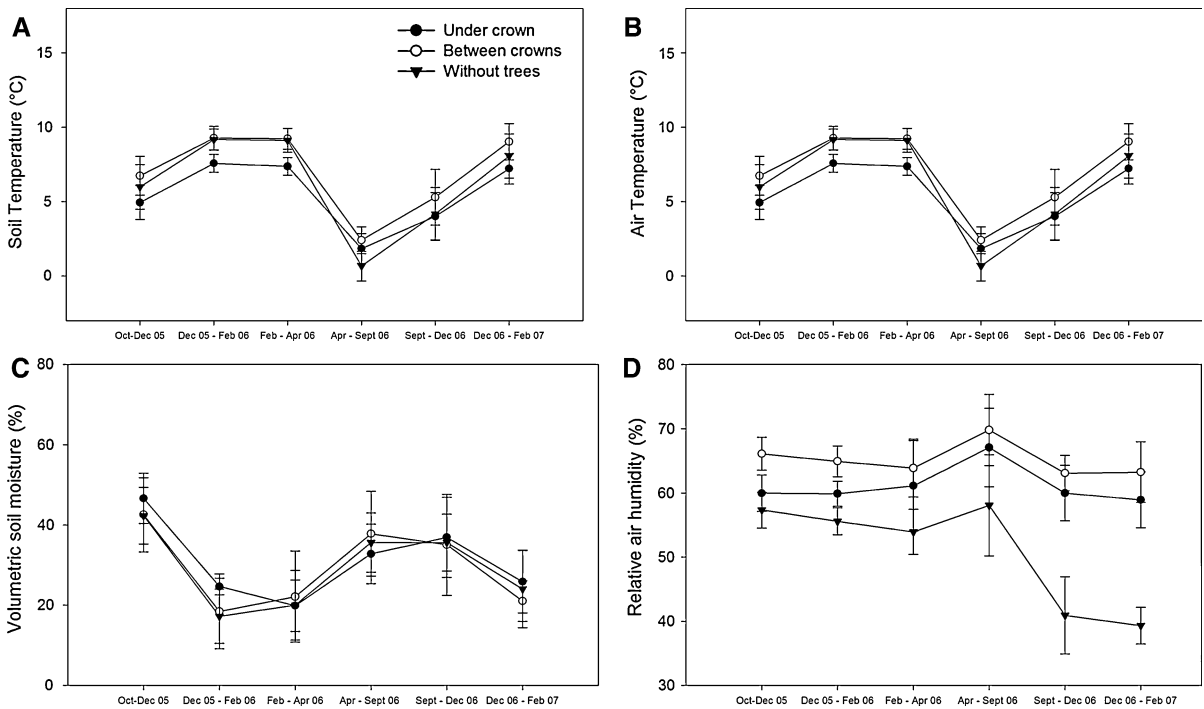 A
Soil Temperature (°C)
15
10
5
0
Under crown
Between crowns
Without trees
Oct-Dec 05 Dec 05 - Feb 06 Feb - Apr 06 Apr - Sept 06 Sept - Dec 06 Dec 06 - Feb 07
B
Air Temperature (°C)
15
10
5
0
Oct-Dec 05 Dec 05 - Feb 06 Feb - Apr 06 Apr - Sept 06 Sept - Dec 06 Dec 06 - Feb 07
C
Volumetric soil moisture (%)
80
60
40
20
0
Oct-Dec 05 Dec 05 - Feb 06 Feb - Apr 06 Apr - Sept 06 Sept - Dec 06 Dec 06 - Feb 07
D
Relative air humidity (%)
80
70
60
50
40
30
Oct-Dec 05 Dec 05 - Feb 06 Feb - Apr 06 Apr - Sept 06 Sept - Dec 06 Dec 06 - Feb 07